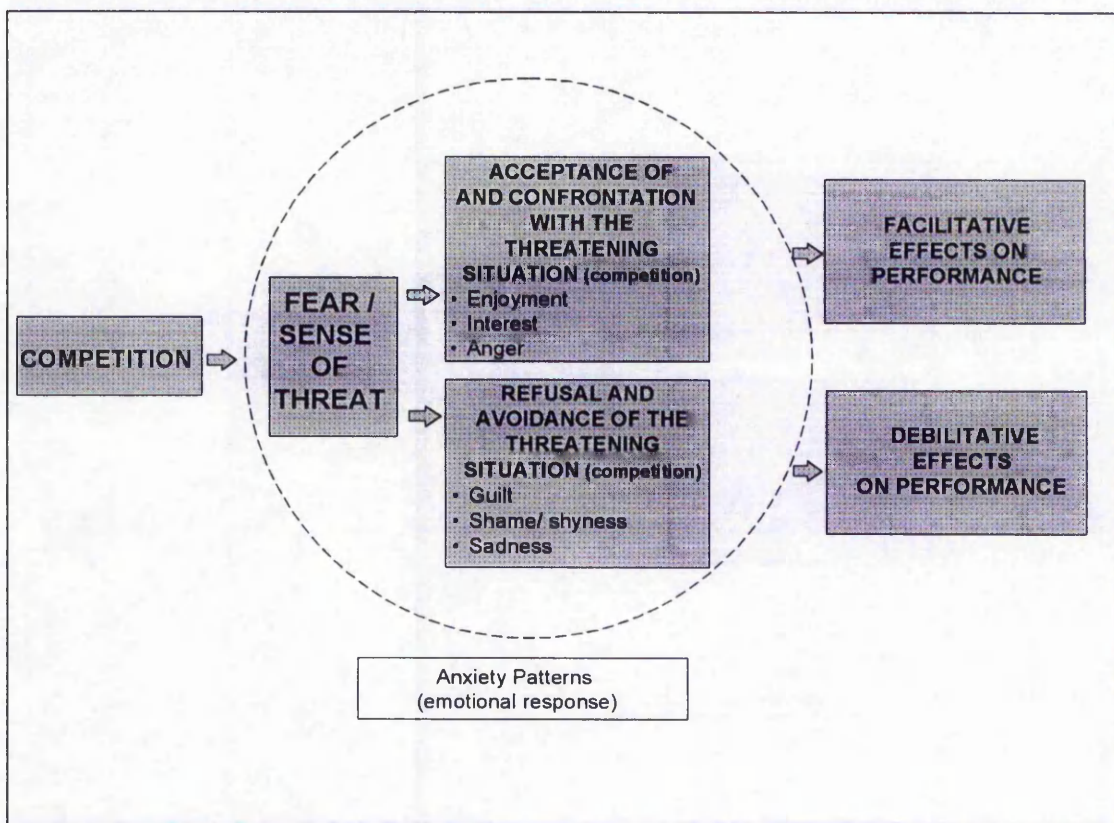 COMPETITION
FEAR /
SENSE
OF
THREAT
ACCEPTANCE OF
AND CONFRONTATION
WITH THE
THREATENING
SITUATION (competition)
• Enjoyment
• Interest
• Anger
REFUSAL AND
AVOIDANCE OF THE
THREATENING
SITUATION (competition)
• Guilt
• Shame/ shyness
• Sadness
FACILITATIVE
EFFECTS ON
PERFORMANCE
DEBILITATIVE
EFFECTS
ON PERFORMANCE
Anxiety Patterns
(emotional response)